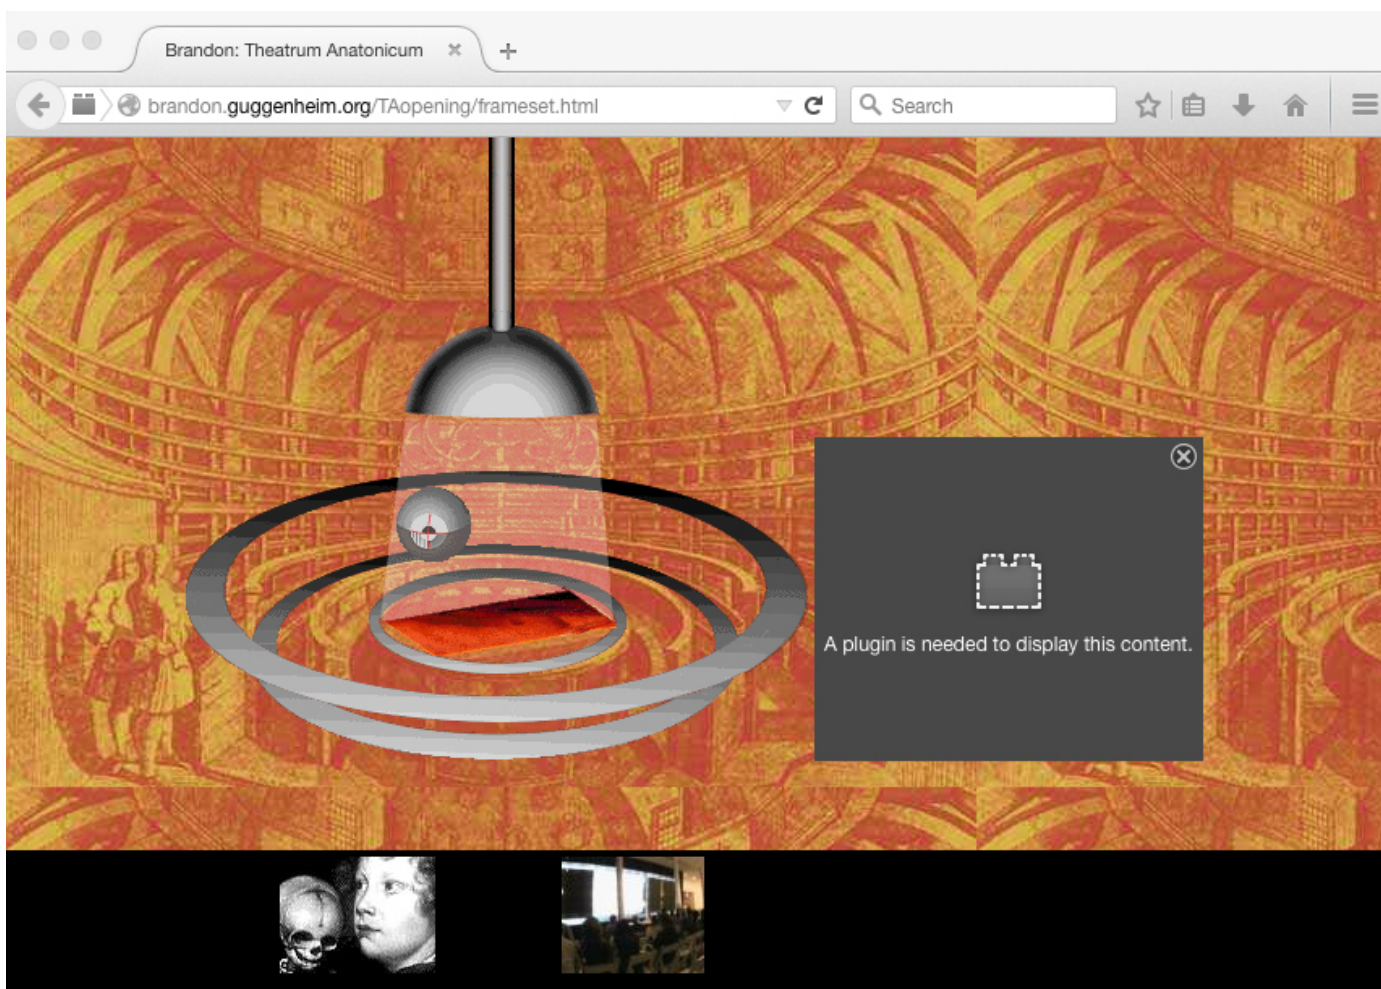 Brandon: Theatrum Anatonicum
brandon.guggenheim.org/TAopening/frameset.html
Search
A plugin is needed to display this content.